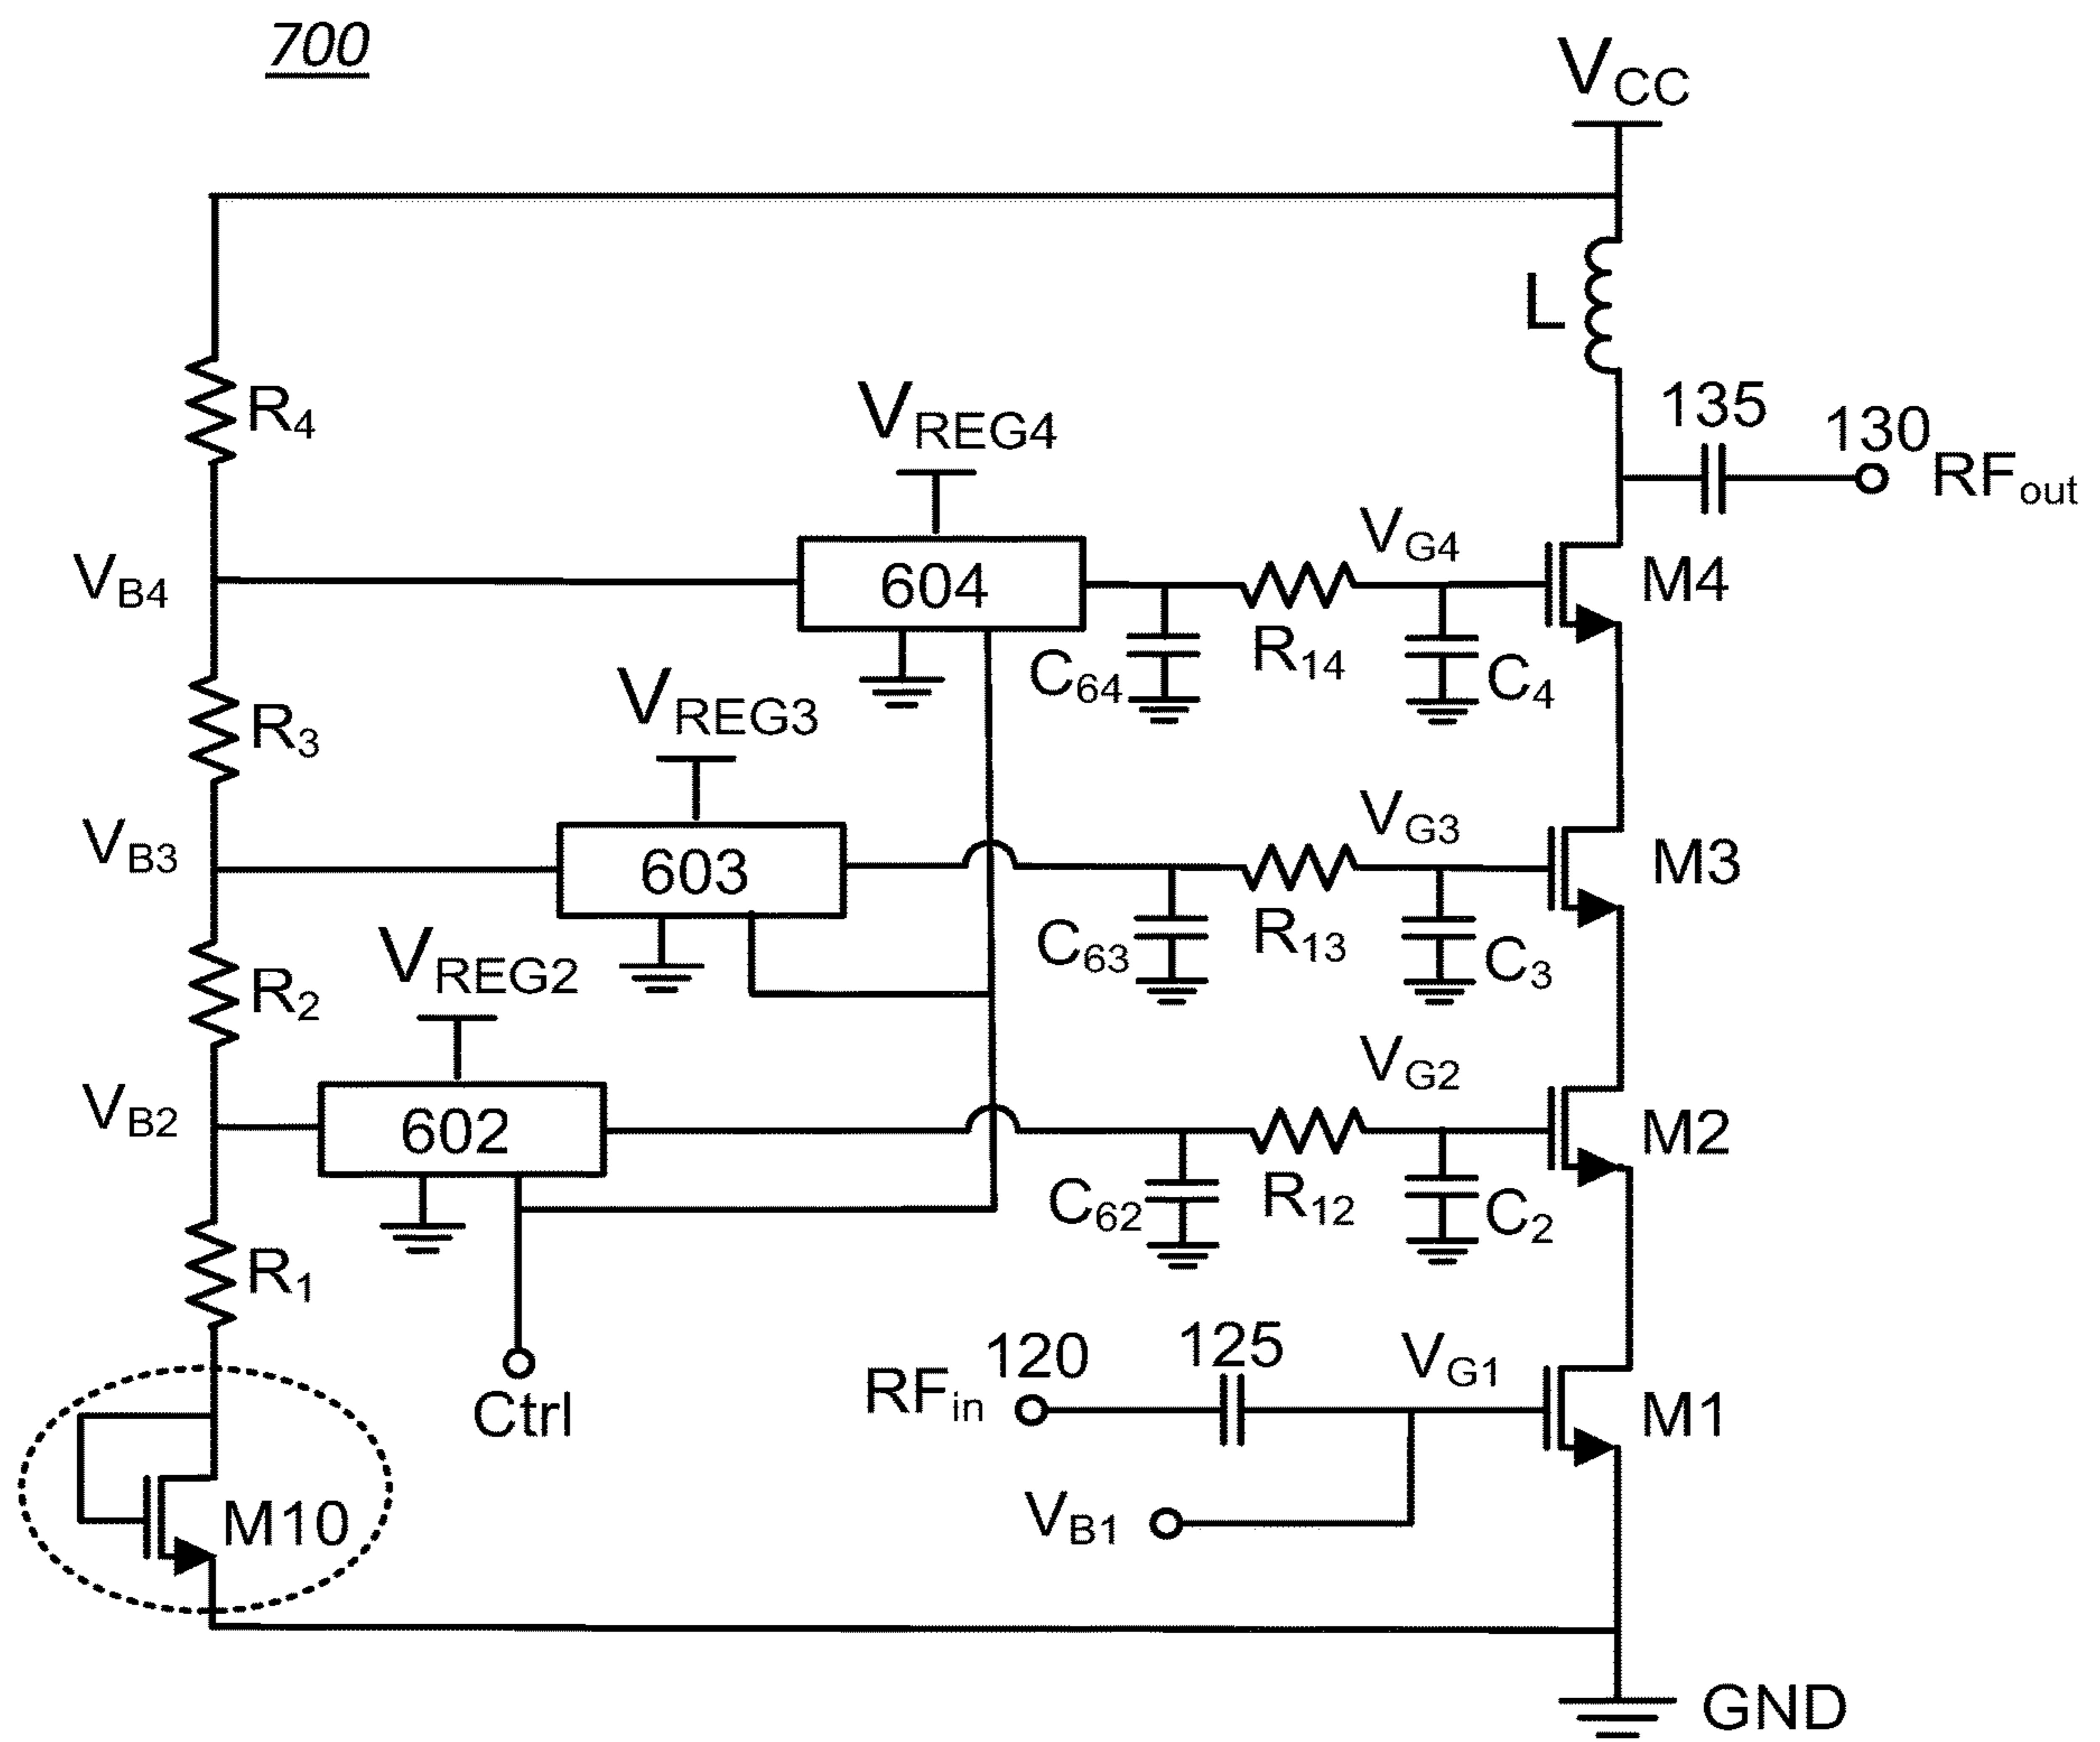 700
VCC
L
R4
VREG4
135
130
RFout
VB4
604
VG4
M4
C64
R14
C4
VREG3
R3
VB3
603
VG3
M3
C63
R13
C3
VREG2
R2
VB2
602
VG2
M2
C62
R12
C2
R1
Ctrl
RFin
120
125
VG1
M1
VB1
M10
GND